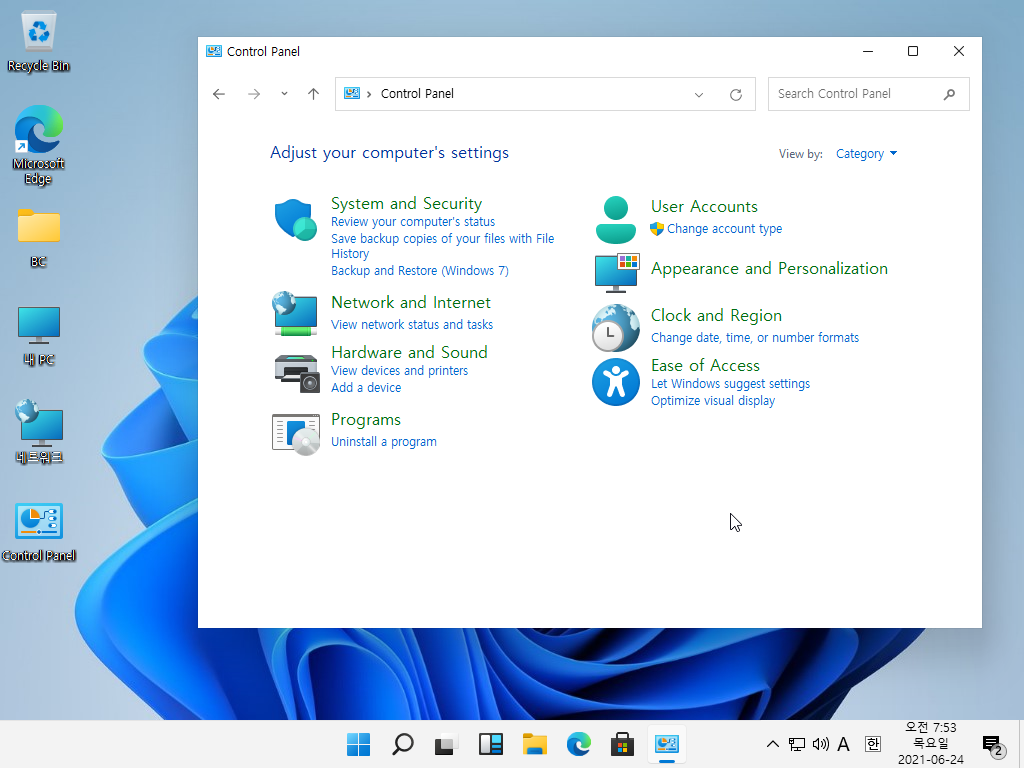 Recycle Bin
Microsoft
Edge
BC
내 PC
네트워크
Control Panel
Control Panel
Control Panel
Search Control Panel
Adjust your computer's settings
View by:
Category
System and Security
Review your computer's status
Save backup copies of your files with File
History
Backup and Restore (Windows 7)
Network and Internet
View network status and tasks
Hardware and Sound
View devices and printers
Add a device
Programs
Uninstall a program
User Accounts
Change account type
Appearance and Personalization
Clock and Region
Change date, time, or number formats
Ease of Access
Let Windows suggest settings
Optimize visual display
A
한
오전 7:53
목요일
2021-06-24
2